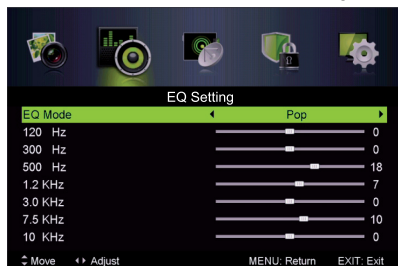 EQ Setting
EQ Mode Pop
120 Hz 0
300 Hz 0
500 Hz 18
1.2 KHz 7
3.0 KHz 0
7.5 KHz 10
10 KHz 0
Move Adjust MENU: Return EXIT: Exit